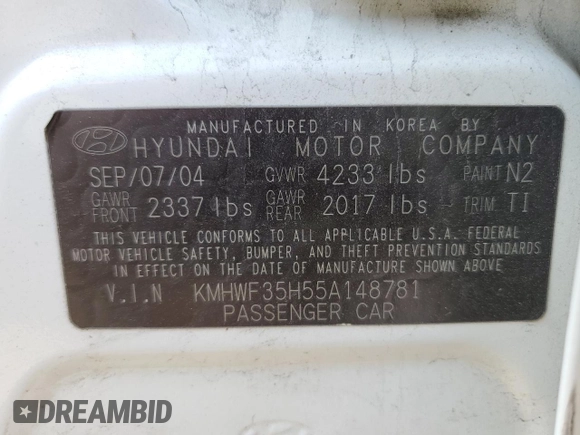 MANUFACTURED IN KOREA BY
HYUNDAI MOTOR COMPANY
SEP/07/04 GVWR 4233 lbs PAINT N2
GAWR FRONT 2337 lbs GAWR REAR 2017 lbs TRIM TI
THIS VEHICLE CONFORMS TO ALL APPLICABLE U.S.A. FEDERAL
MOTOR VEHICLE SAFETY, BUMPER, AND THEFT PREVENTION STANDARDS
IN EFFECT ON THE DATE OF MANUFACTURE SHOWN ABOVE
V.I.N KMHWF35H55A148781
PASSENGER CAR
DREAMBID